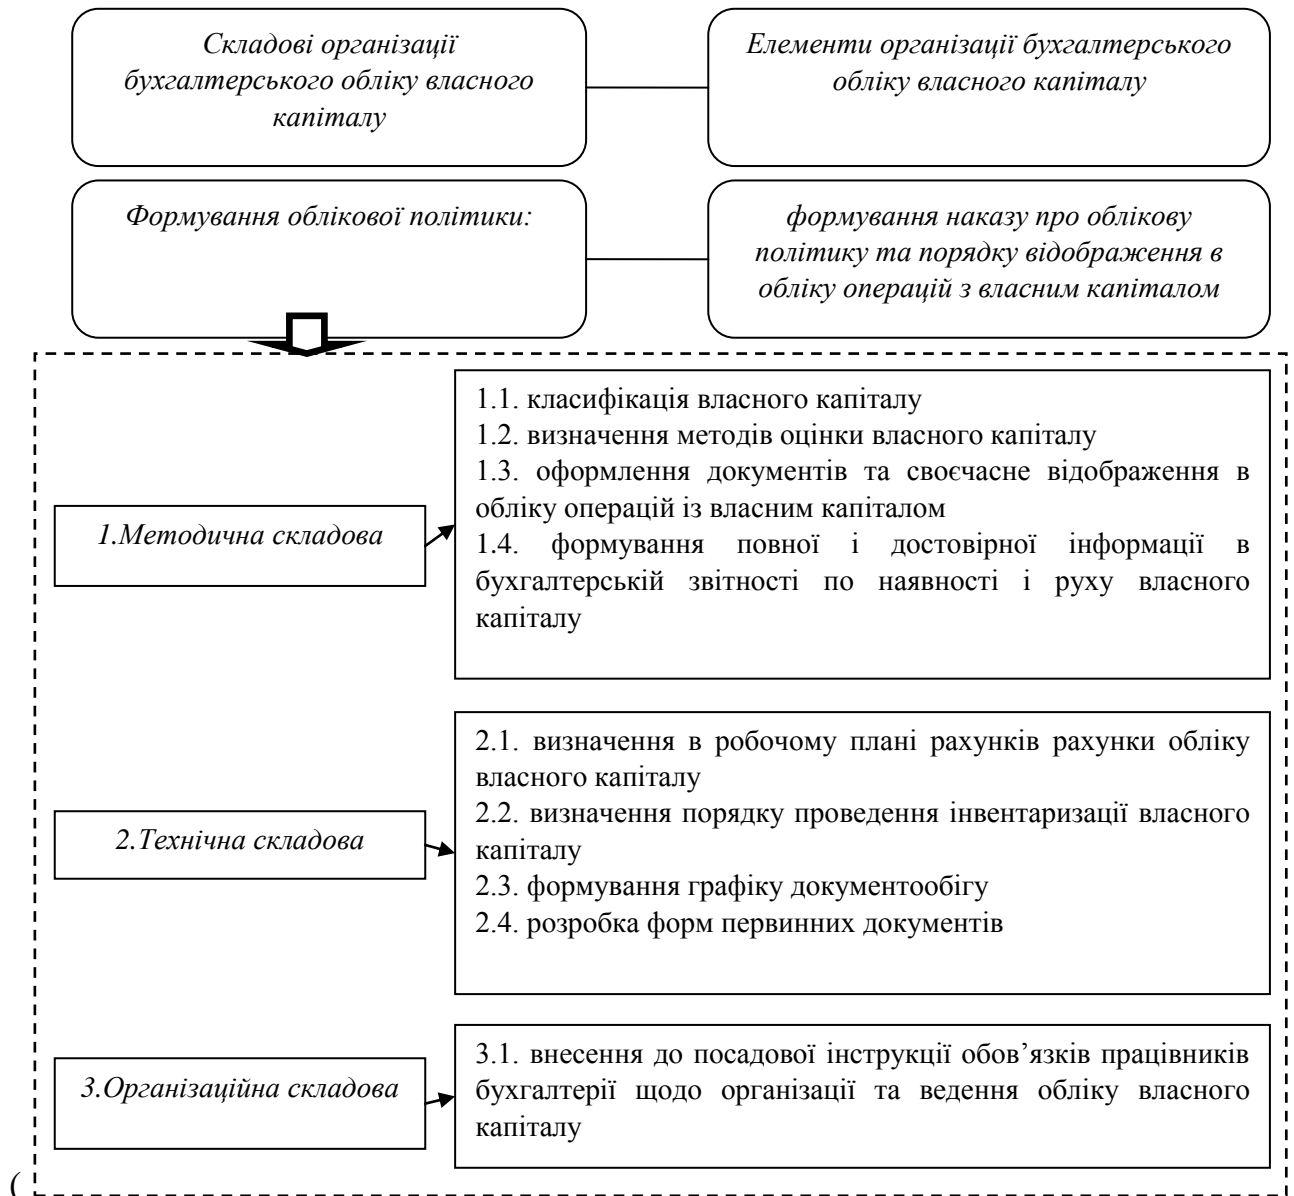 Складові організації
бухгалтерського обліку власного
капіталу
Елементи організації бухгалтерського
обліку власного капіталу
Формування облікової політики:
формування наказу про облікову
політику та порядку відображення в
обліку операцій з власним капіталом
1.Методична складова
1.1. класифікація власного капіталу
1.2. визначення методів оцінки власного капіталу
1.3. оформлення документів та своєчасне відображення в
обліку операцій із власним капіталом
1.4. формування повної і достовірної інформації в
бухгалтерській звітності по наявності і руху власного
капіталу
2.Технічна складова
2.1. визначення в робочому плані рахунків рахунки обліку
власного капіталу
2.2. визначення порядку проведення інвентаризації власного
капіталу
2.3. формування графіку документообігу
2.4. розробка форм первинних документів
3.Організаційна складова
3.1. внесення до посадової інструкції обов’язків працівників
бухгалтерії щодо організації та ведення обліку власного
капіталу
(